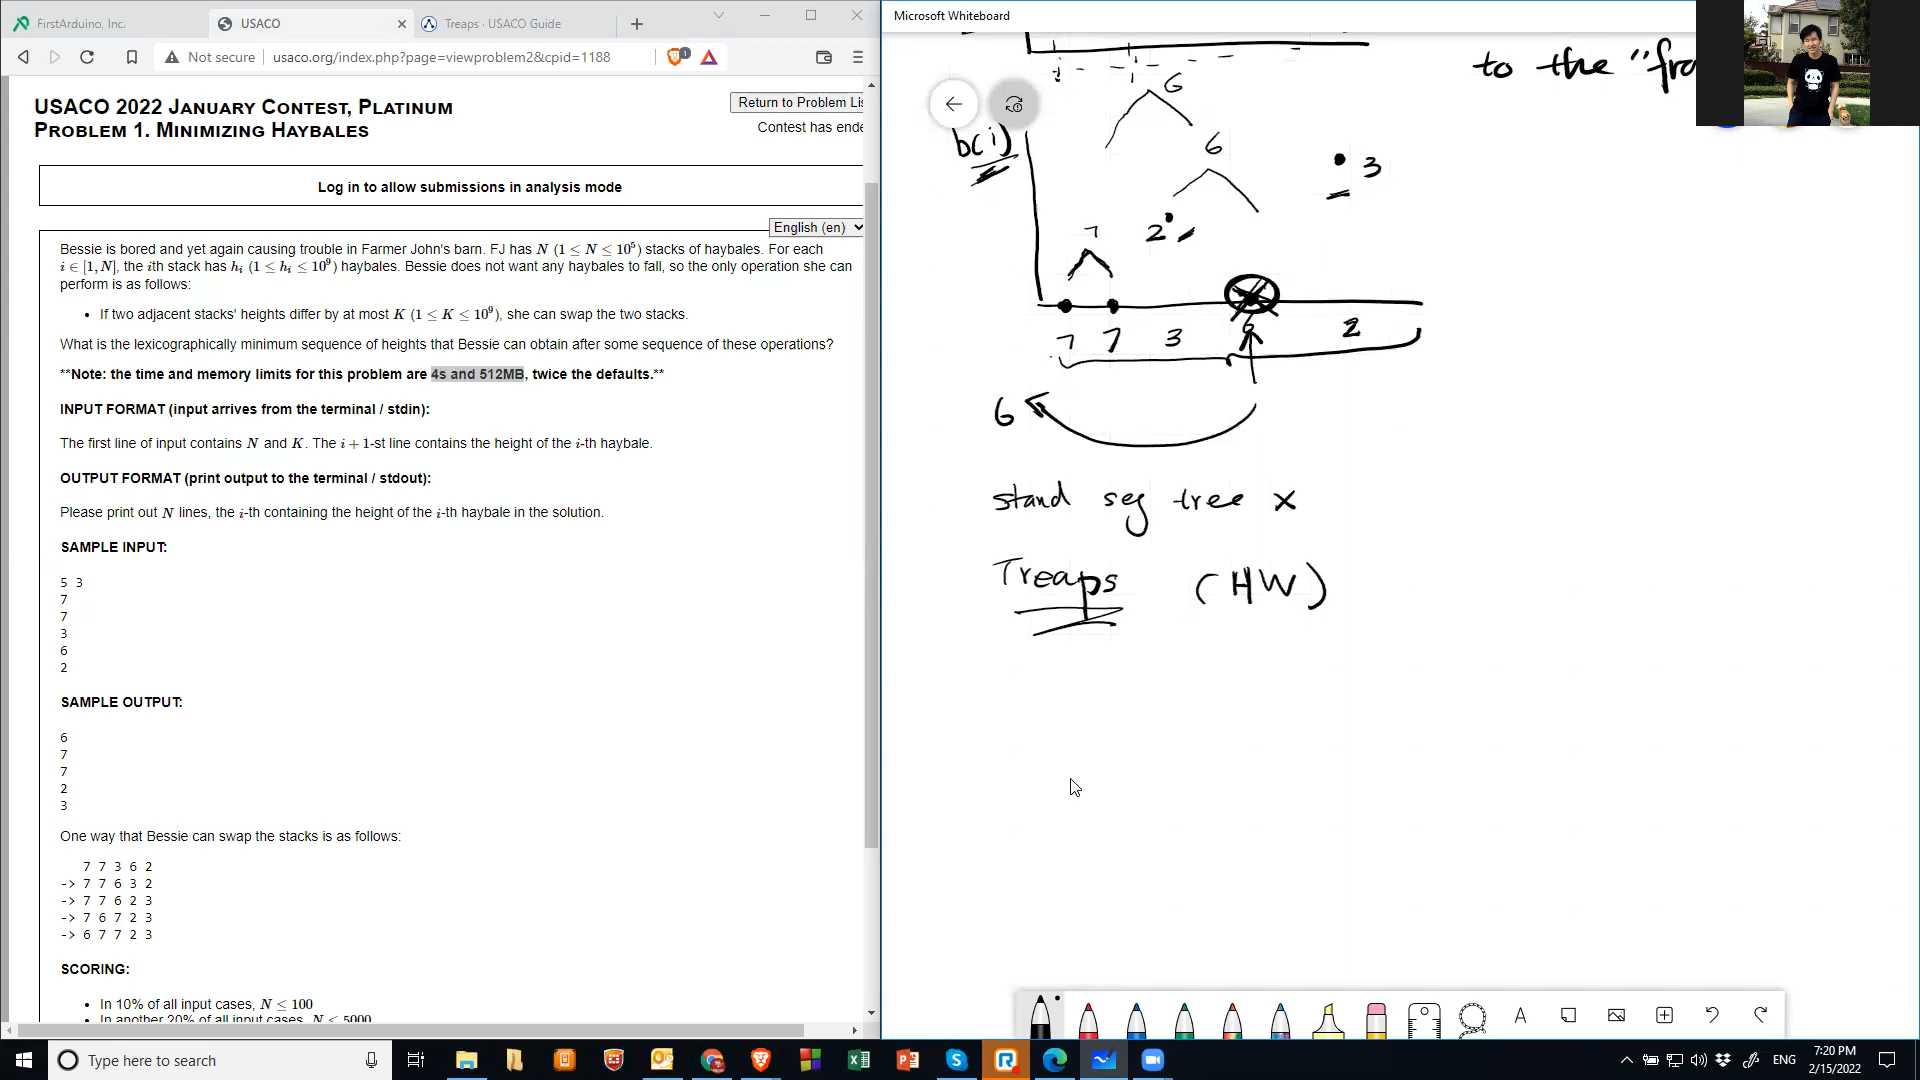 FirstArduino, Inc.
USACO
Treaps · USACO Guide
Not secure
usaco.org/index.php?page=viewproblem2&cpid=1188
USACO 2022 January Contest, Platinum
Problem 1. Minimizing Haybales
Return to Problem Lis
Contest has ende
Log in to allow submissions in analysis mode
English (en)
Bessie is bored and yet again causing trouble in Farmer John's barn. FJ has N (1 ≤ N ≤ 10⁵) stacks of haybales. For each
i ∈ [1, N], the ith stack has hᵢ (1 ≤ hᵢ ≤ 10⁹) haybales. Bessie does not want any haybales to fall, so the only operation she can
perform is as follows:
• If two adjacent stacks' heights differ by at most K (1 ≤ K ≤ 10⁹), she can swap the two stacks.
What is the lexicographically minimum sequence of heights that Bessie can obtain after some sequence of these operations?
**Note: the time and memory limits for this problem are 4s and 512MB, twice the defaults.**
INPUT FORMAT (input arrives from the terminal / stdin):
The first line of input contains N and K. The i + 1-st line contains the height of the i-th haybale.
OUTPUT FORMAT (print output to the terminal / stdout):
Please print out N lines, the i-th containing the height of the i-th haybale in the solution.
SAMPLE INPUT:
5 3
7
7
3
6
2
SAMPLE OUTPUT:
6
7
7
2
3
One way that Bessie can swap the stacks is as follows:
7 7 3 6 2
-> 7 7 6 3 2
-> 7 7 6 2 3
-> 7 6 7 2 3
-> 6 7 7 2 3
SCORING:
• In 10% of all input cases, N ≤ 100
• In another 20% of all input cases, N ≤ 5000
Microsoft Whiteboard
to the "fro
6
b(i)
6
3
7
2
7 7 3 2
6
stand seg tree x
Treaps (HW)
Type here to search
ENG
7:20 PM
2/15/2022